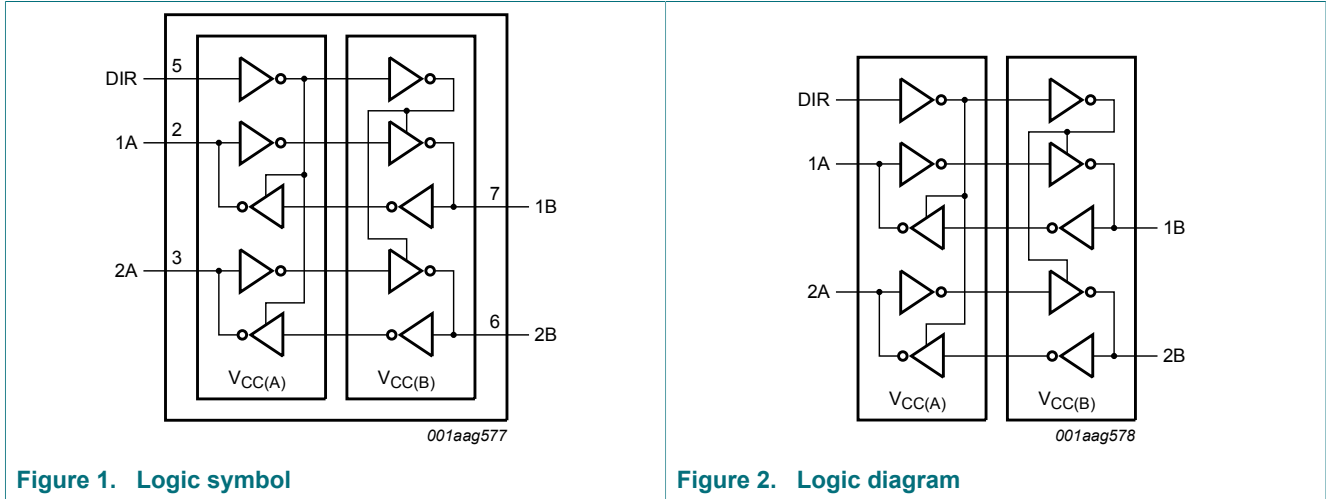 DIR 5
1A 2
7 1B
2A 3
6 2B
VCC(A) VCC(B)
001aag577
Figure 1. Logic symbol
DIR
1A
1B
2A
2B
VCC(A) VCC(B)
001aag578
Figure 2. Logic diagram